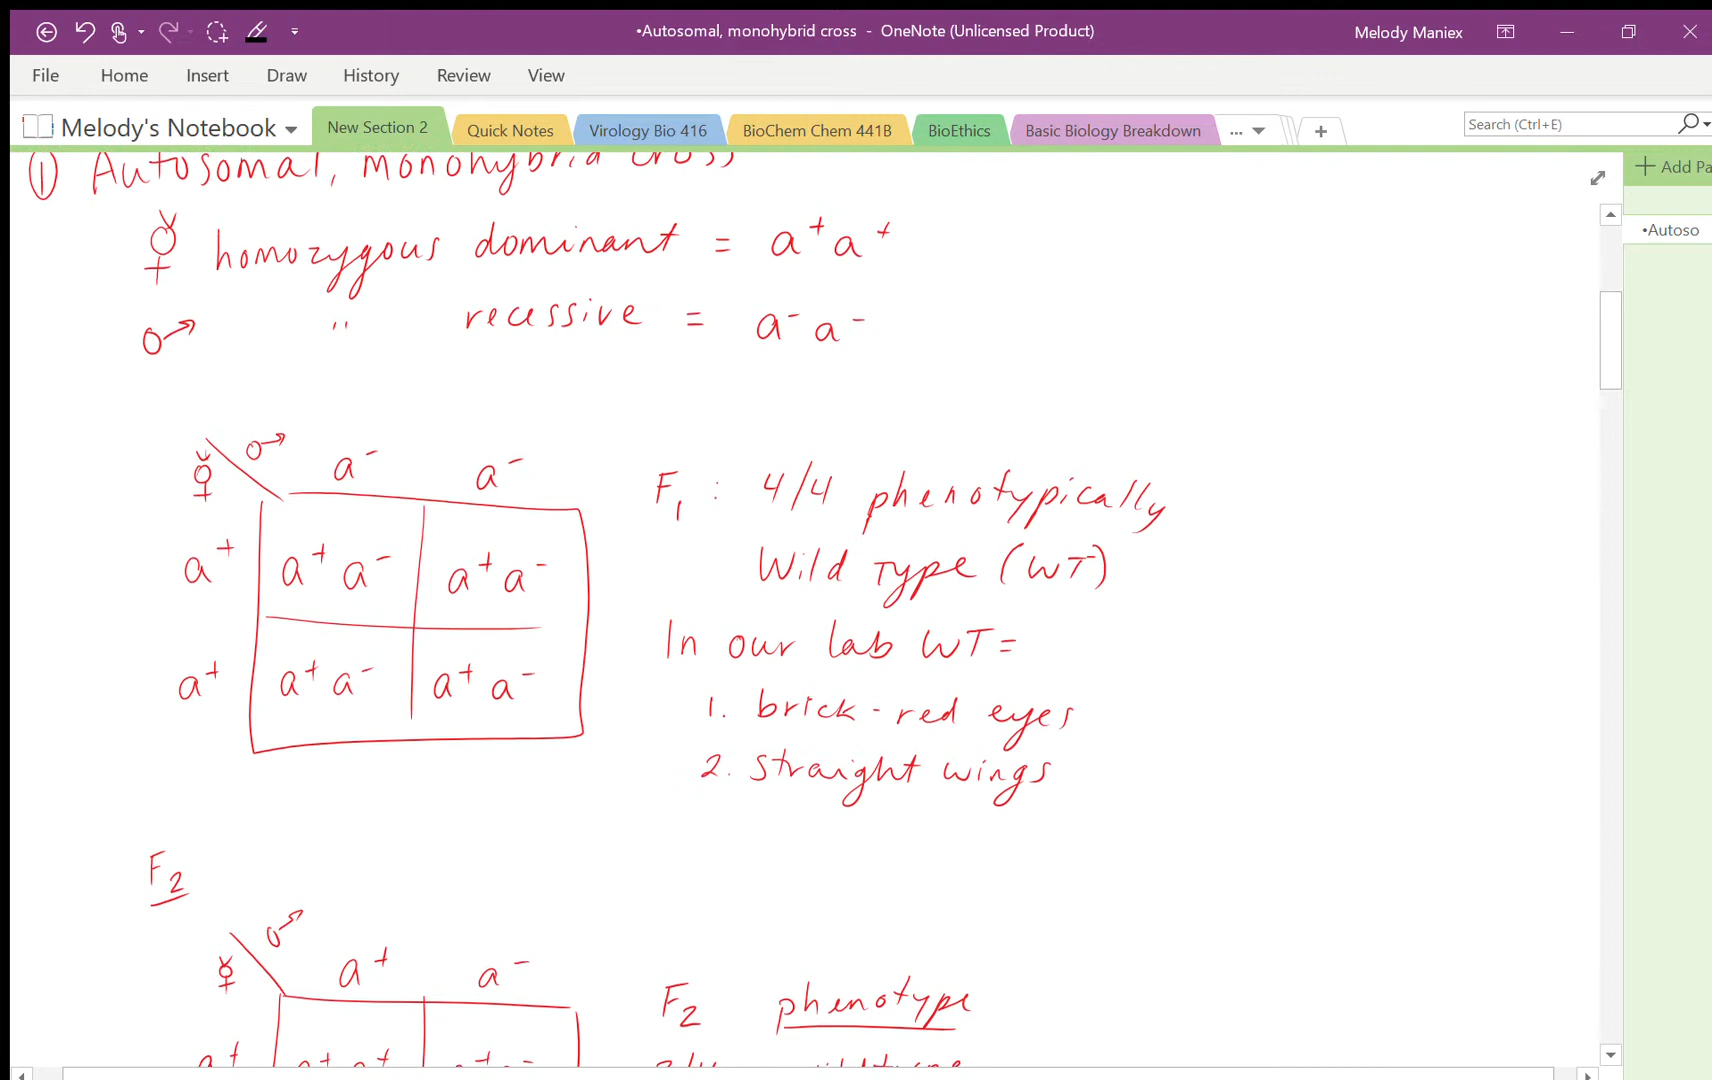 •Autosomal, monohybrid cross - OneNote (Unlicensed Product)
Melody Maniex
File Home Insert Draw History Review View
Melody's Notebook
New Section 2
Quick Notes
Virology Bio 416
BioChem Chem 441B
BioEthics
Basic Biology Breakdown
...
Search (Ctrl+E)
Add Pa
•Autoso
① Autosomal, monohybrid cross
♀ homozygous dominant = a⁺a⁺
♂ " recessive = a⁻a⁻
♀ ♂ a⁻ a⁻
a⁺ a⁺a⁻ a⁺a⁻
a⁺ a⁺a⁻ a⁺a⁻
F₁ : 4/4 phenotypically
Wild Type (WT)
In our lab WT=
1. brick-red eyes
2. straight wings
F₂
♀ ♂ a⁺ a⁻
F₂ phenotype